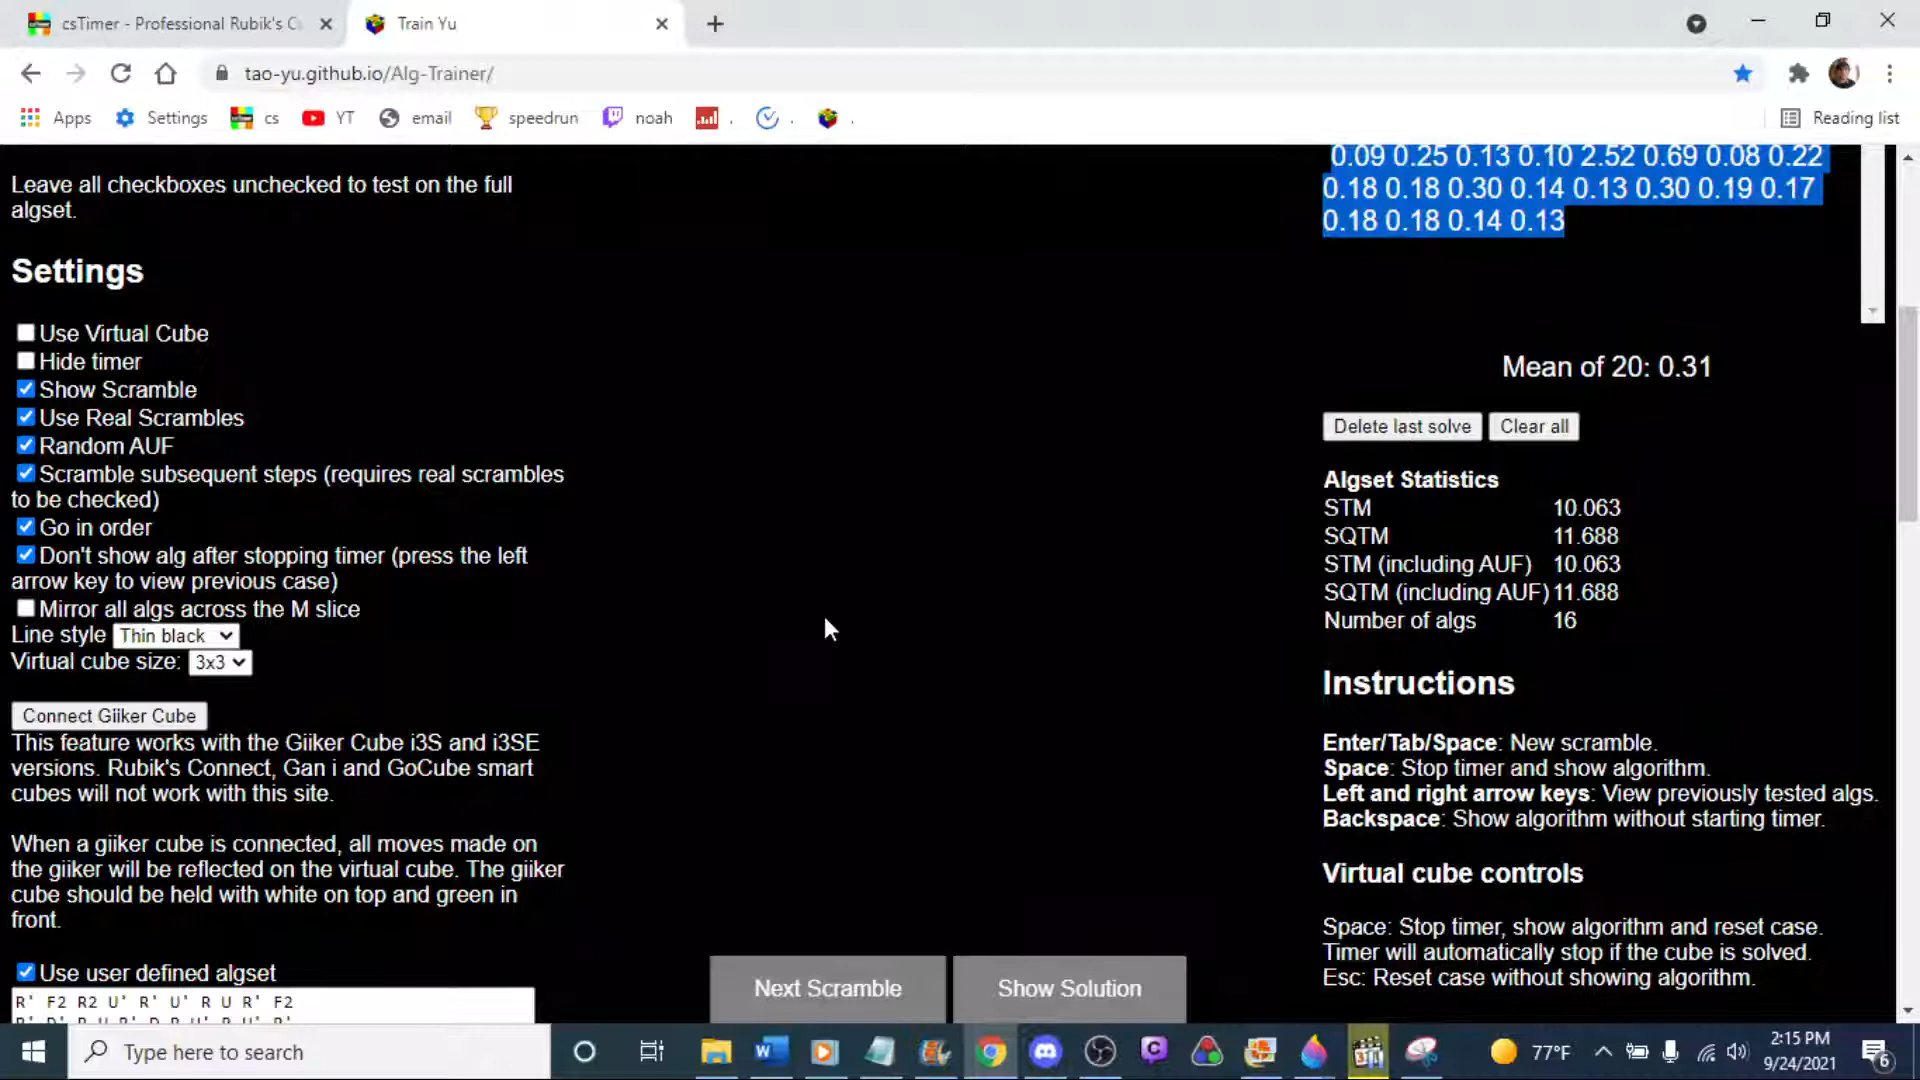 csTimer - Professional Rubik's C
Train Yu
tao-yu.github.io/Alg-Trainer/
Apps Settings cs YT email speedrun noah . . . Reading list
0.09 0.25 0.13 0.10 2.52 0.69 0.08 0.22
0.18 0.18 0.30 0.14 0.13 0.30 0.19 0.17
0.18 0.18 0.14 0.13
Mean of 20: 0.31
Delete last solve Clear all
Algset Statistics
STM 10.063
SQTM 11.688
STM (including AUF) 10.063
SQTM (including AUF) 11.688
Number of algs 16
Instructions
Enter/Tab/Space: New scramble.
Space: Stop timer and show algorithm.
Left and right arrow keys: View previously tested algs.
Backspace: Show algorithm without starting timer.
Virtual cube controls
Space: Stop timer, show algorithm and reset case.
Timer will automatically stop if the cube is solved.
Esc: Reset case without showing algorithm.
Leave all checkboxes unchecked to test on the full
algset.
Settings
Use Virtual Cube
Hide timer
Show Scramble
Use Real Scrambles
Random AUF
Scramble subsequent steps (requires real scrambles
to be checked)
Go in order
Don't show alg after stopping timer (press the left
arrow key to view previous case)
Mirror all algs across the M slice
Line style Thin black
Virtual cube size: 3x3
Connect Giiker Cube
This feature works with the Giiker Cube i3S and i3SE
versions. Rubik's Connect, Gan i and GoCube smart
cubes will not work with this site.
When a giiker cube is connected, all moves made on
the giiker will be reflected on the virtual cube. The giiker
cube should be held with white on top and green in
front.
Use user defined algset
R' F2 R2 U' R' U' R U R' F2
Next Scramble Show Solution
Type here to search
77°F
2:15 PM
9/24/2021
6